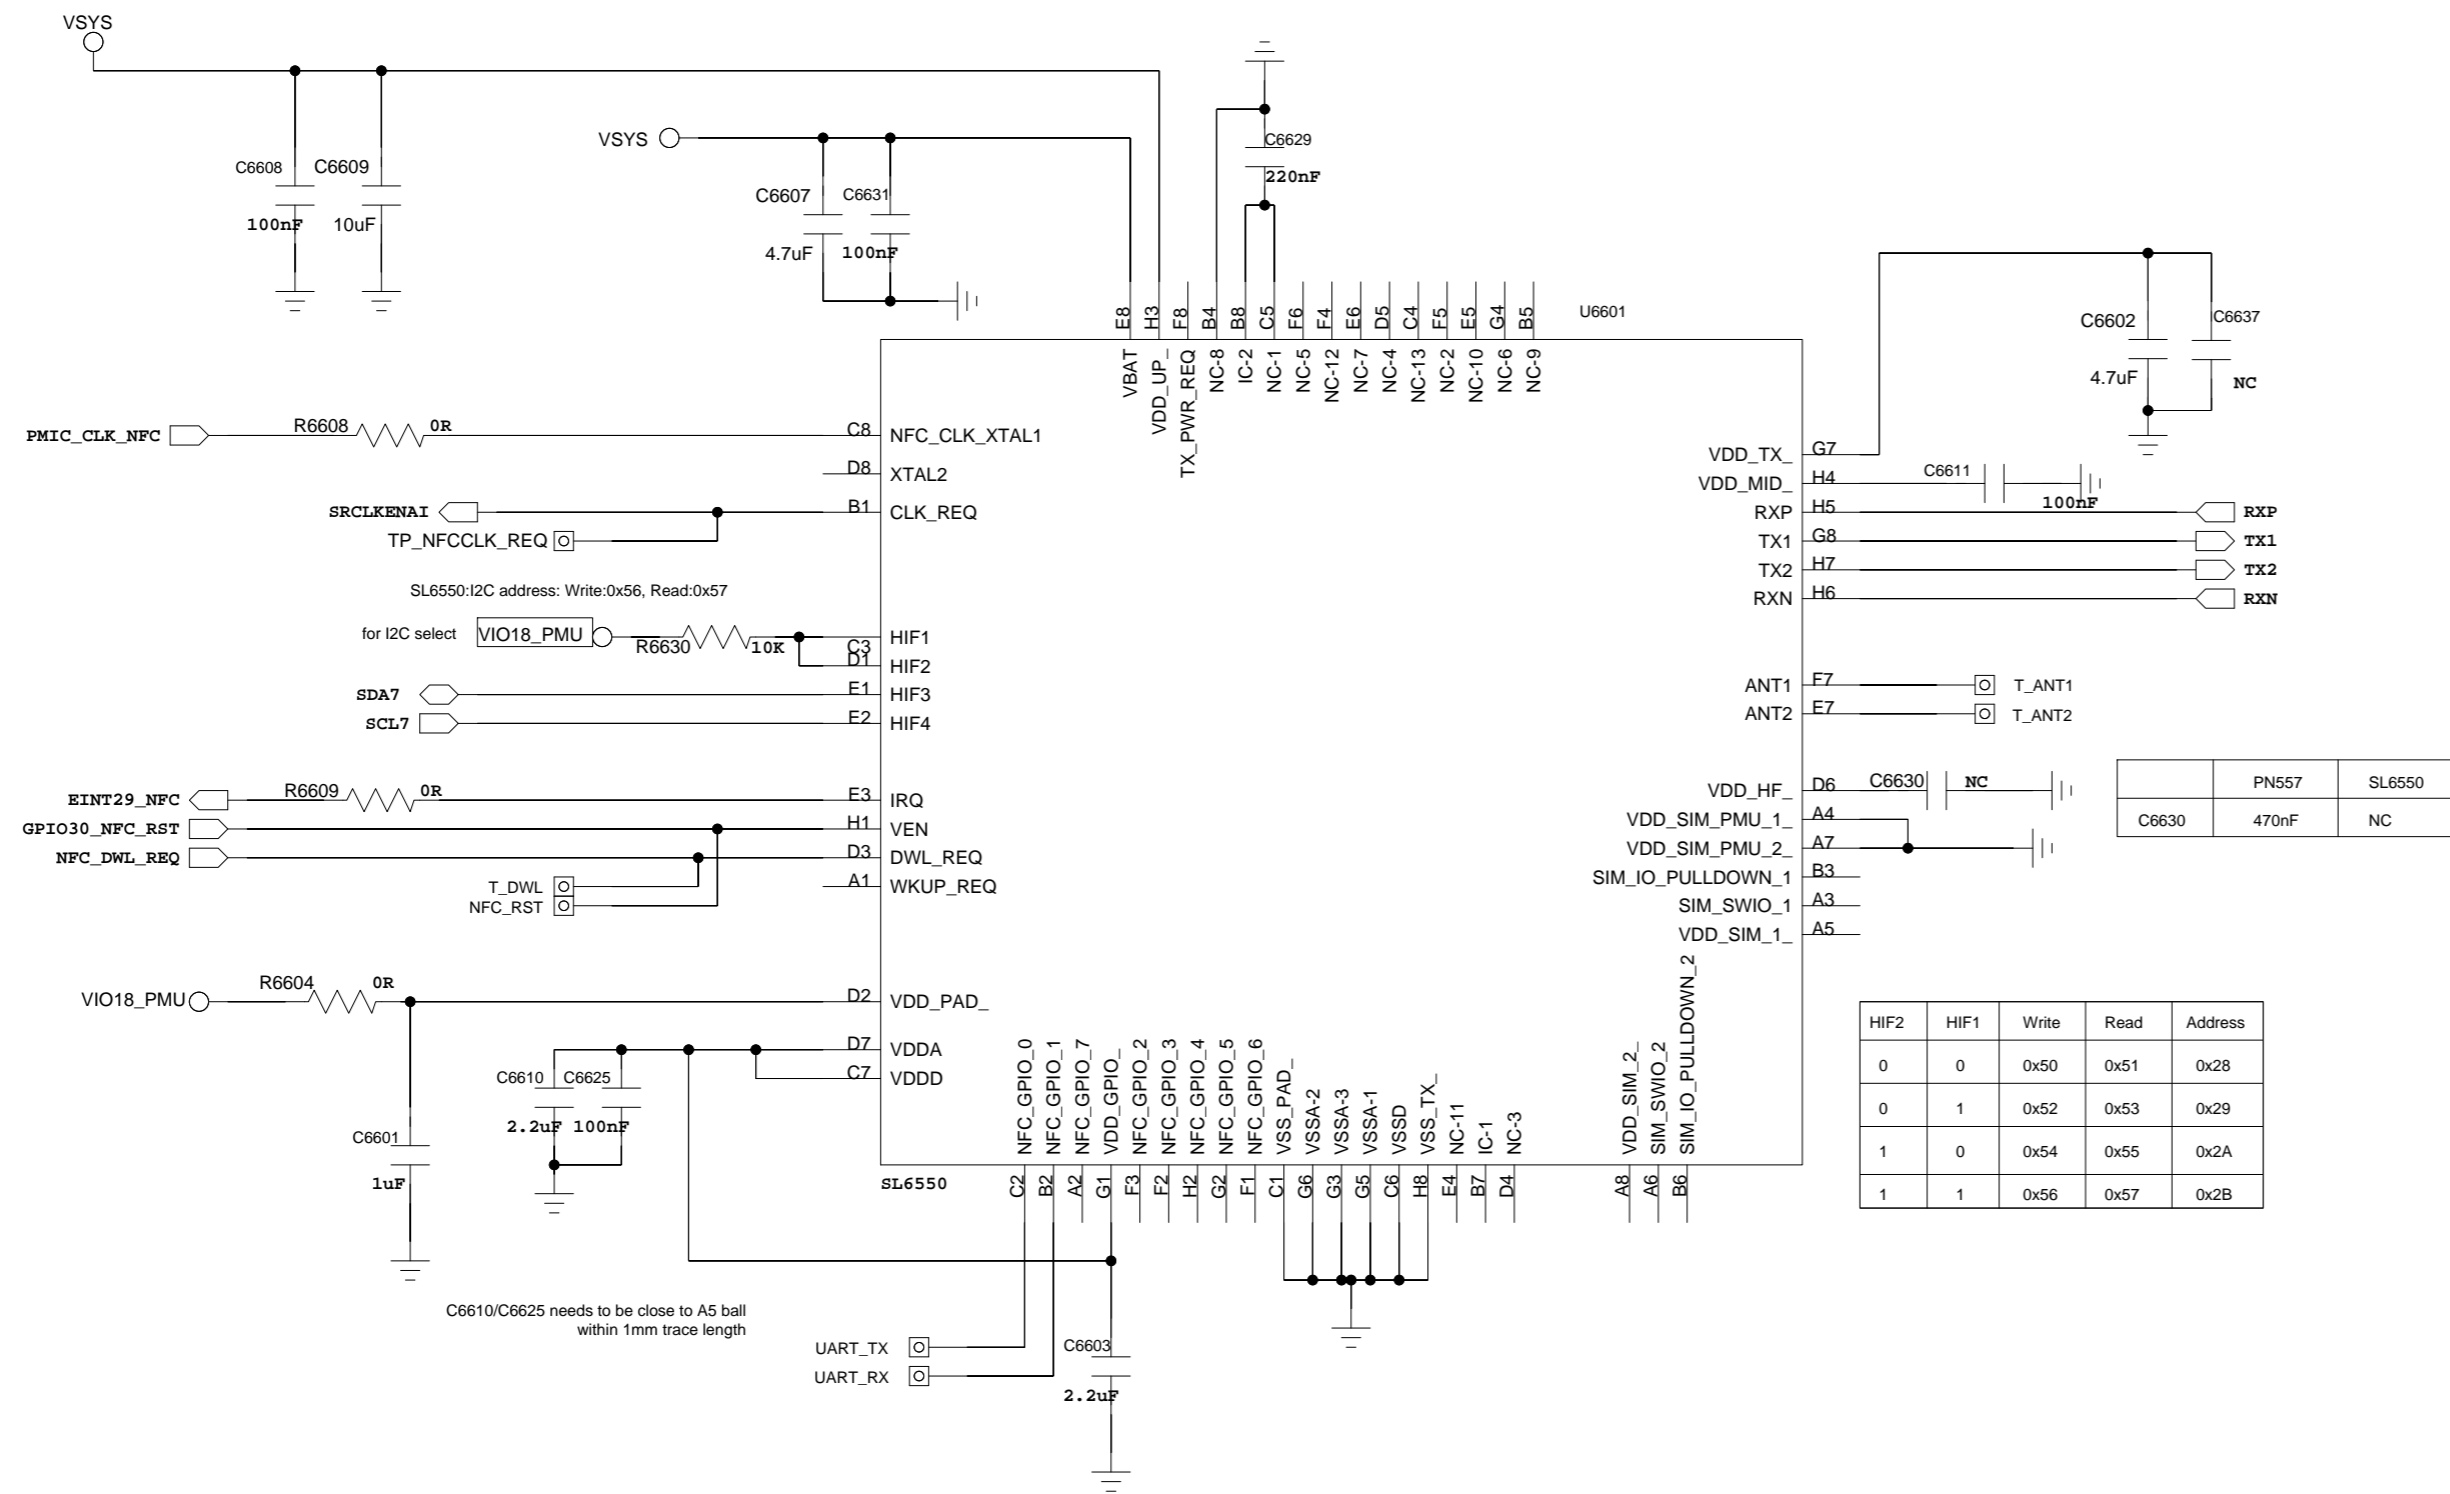 VSYS
C6608
C6609
100nF
10uF
VSYS
C6607
C6631
4.7uF
100nF
C6629
220nF
E8
H3
F8
B4
B8
C5
F6
F4
E6
D5
C4
F5
E5
G4
B5
U6601
VBAT
VDD_UP_
TX_PWR_REQ
NC-8
IC-2
NC-1
NC-5
NC-12
NC-7
NC-4
NC-13
NC-2
NC-10
NC-6
NC-9
C6602
C6637
4.7uF
NC
PMIC_CLK_NFC
R6608
0R
C8
NFC_CLK_XTAL1
D8
XTAL2
SRCLKENAI
B1
CLK_REQ
TP_NFCCLK_REQ
SL6550:I2C address: Write:0x56, Read:0x57
for I2C select
VIO18_PMU
R6630
10K
C3
HIF1
D1
HIF2
SDA7
E1
HIF3
SCL7
E2
HIF4
EINT29_NFC
R6609
0R
E3
IRQ
GPIO30_NFC_RST
H1
VEN
NFC_DWL_REQ
D3
DWL_REQ
T_DWL
A1
WKUP_REQ
NFC_RST
VIO18_PMU
R6604
0R
D2
VDD_PAD_
D7
VDDA
C7
VDDD
C6610
C6625
2.2uF
100nF
C6601
1uF
VDD_TX_
G7
VDD_MID_
H4
C6611
100nF
RXP
H5
RXP
TX1
G8
TX1
TX2
H7
TX2
RXN
H6
RXN
ANT1
F7
T_ANT1
ANT2
E7
T_ANT2
VDD_HF_
D6
C6630
NC
VDD_SIM_PMU_1_
A4
VDD_SIM_PMU_2_
A7
SIM_IO_PULLDOWN_1
B3
SIM_SWIO_1
A3
VDD_SIM_1_
A5
PN557 SL6550
C6630 470nF NC
HIF2 HIF1 Write Read Address
0 0 0x50 0x51 0x28
0 1 0x52 0x53 0x29
1 0 0x54 0x55 0x2A
1 1 0x56 0x57 0x2B
NFC_GPIO_0
NFC_GPIO_1
NFC_GPIO_7
VDD_GPIO_
NFC_GPIO_2
NFC_GPIO_3
NFC_GPIO_4
NFC_GPIO_5
NFC_GPIO_6
VSS_PAD_
VSSA-2
VSSA-3
VSSA-1
VSSD
VSS_TX_
NC-11
IC-1
NC-3
VDD_SIM_2_
SIM_SWIO_2
SIM_IO_PULLDOWN_2
SL6550
C2
B2
A2
G1
F3
F2
H2
G2
F1
C1
G6
G3
G5
C6
H8
E4
B7
D4
A8
A6
B6
C6610/C6625 needs to be close to A5 ball
within 1mm trace length
UART_TX
UART_RX
C6603
2.2uF